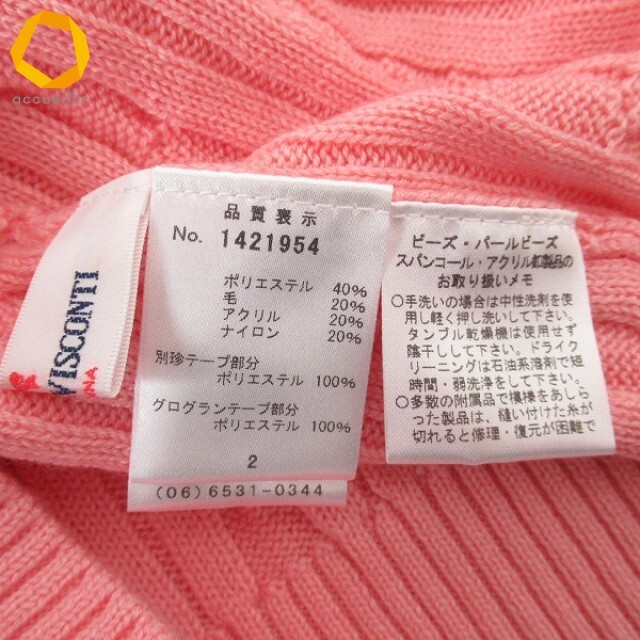 VISCONTI
品質表示
No. 1421954
ポリエステル 40%
毛 20%
アクリル 20%
ナイロン 20%
別珍テープ部分
ポリエステル 100%
グログランテープ部分
ポリエステル 100%
2
(06)6531-0344
ビーズ・パールビーズ
スパンコール・アクリル釦製品の
お取り扱いメモ
○手洗いの場合は中性洗剤を使
用し軽く押し洗いして下さい。
タンブル乾燥機は使用せず
陰干しして下さい。ドライク
リーニングは石油系溶剤で短
時間・弱洗浄をして下さい。
○多数の附属品で模様をあしら
った製品は、縫い付けた糸が
切れると修理・復元が困難で